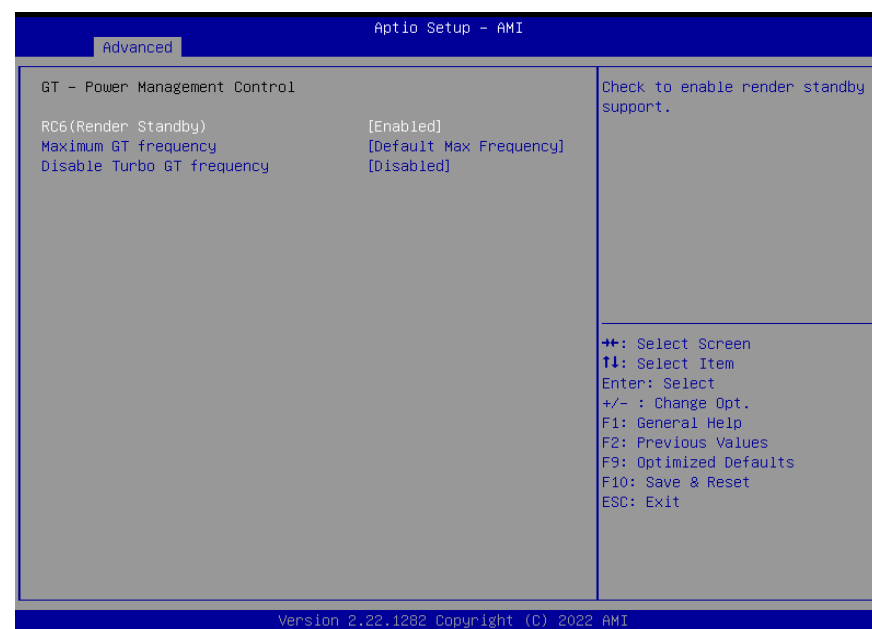 Aptio Setup – AMI
Advanced
GT – Power Management Control
RC6(Render Standby) [Enabled]
Maximum GT frequency [Default Max Frequency]
Disable Turbo GT frequency [Disabled]
Check to enable render standby
support.
→←: Select Screen
↑↓: Select Item
Enter: Select
+/– : Change Opt.
F1: General Help
F2: Previous Values
F9: Optimized Defaults
F10: Save & Reset
ESC: Exit
Version 2.22.1282 Copyright (C) 2022 AMI